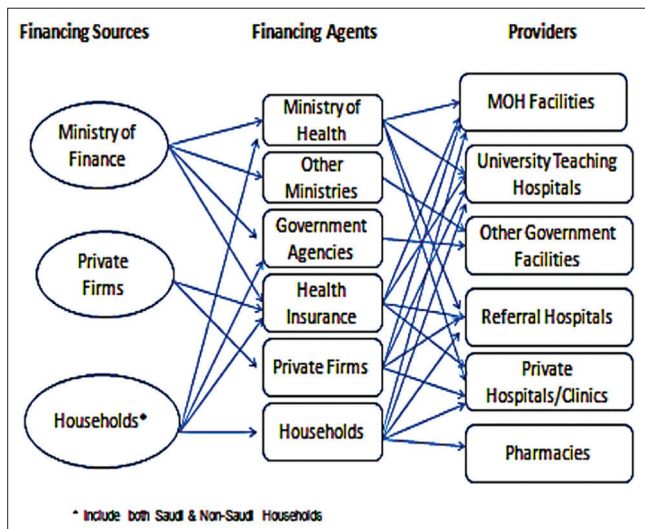 Financing Sources
Financing Agents
Providers
Ministry of
Finance
Private
Firms
Households*
Ministry of
Health
Other
Ministries
Government
Agencies
Health
Insurance
Private Firms
Households
MOH Facilities
University Teaching
Hospitals
Other Government
Facilities
Referral Hospitals
Private
Hospitals/Clinics
Pharmacies
* Include both Saudi & Non-Saudi Households